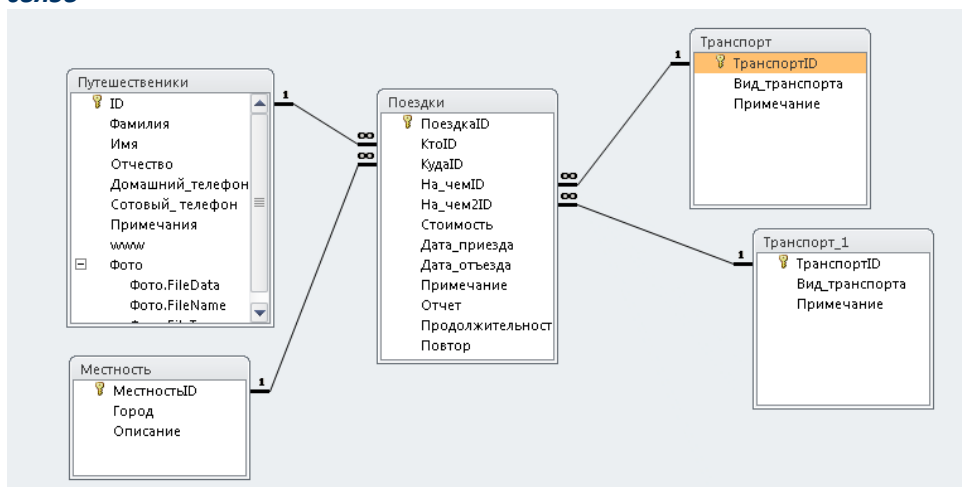 Путешественики
ID
Фамилия
Имя
Отчество
Домашний_телефон
Сотовый_ телефон
Примечания
www
Фото
Фото.FileData
Фото.FileName
Местность
МестностьID
Город
Описание
Поездки
ПоездкаID
КтоID
КудаID
На_чемID
На_чем2ID
Стоимость
Дата_приезда
Дата_отъезда
Примечание
Отчет
Продолжительност
Повтор
Транспорт
ТранспортID
Вид_транспорта
Примечание
Транспорт_1
ТранспортID
Вид_транспорта
Примечание
1
∞
1
∞
1
∞
1
∞